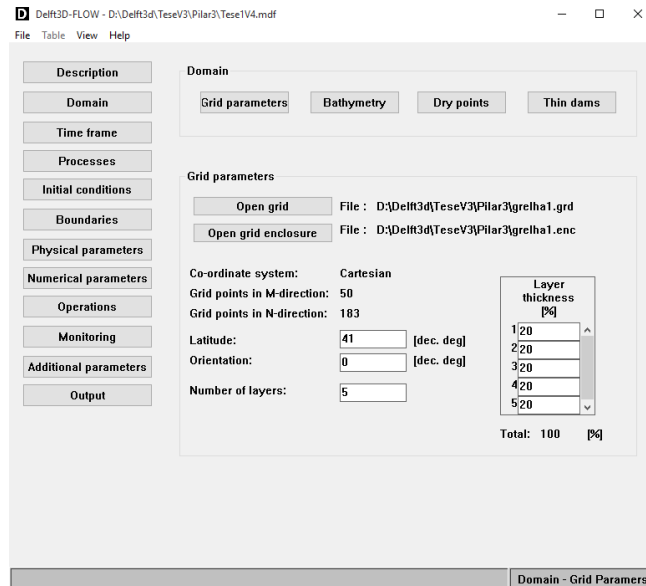 D Delft3D-FLOW - D:\Delft3d\TeseV3\Pilar3\Tese1V4.mdf
File Table View Help
Description
Domain
Time frame
Processes
Initial conditions
Boundaries
Physical parameters
Numerical parameters
Operations
Monitoring
Additional parameters
Output
Domain
Grid parameters Bathymetry Dry points Thin dams
Grid parameters
Open grid File : D:\Delft3d\TeseV3\Pilar3\grelha1.grd
Open grid enclosure File : D:\Delft3d\TeseV3\Pilar3\grelha1.enc
Co-ordinate system: Cartesian
Grid points in M-direction: 50
Grid points in N-direction: 183
Latitude: 41 [dec. deg]
Orientation: 0 [dec. deg]
Number of layers: 5
Layer
thickness
[%]
1 20
2 20
3 20
4 20
5 20
Total: 100 [%]
Domain - Grid Paramers